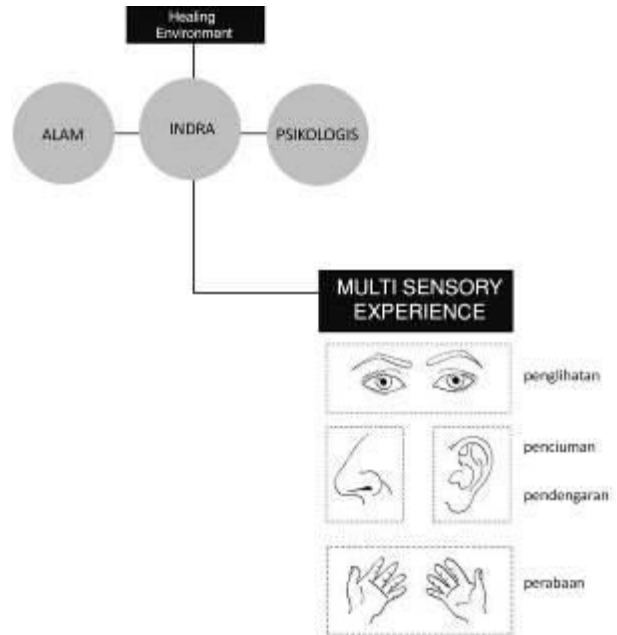 Healing
Environment
ALAM
INDRA
PSIKOLOGIS
MULTI SENSORY
EXPERIENCE
penglihatan
penciuman
pendengaran
perabaan